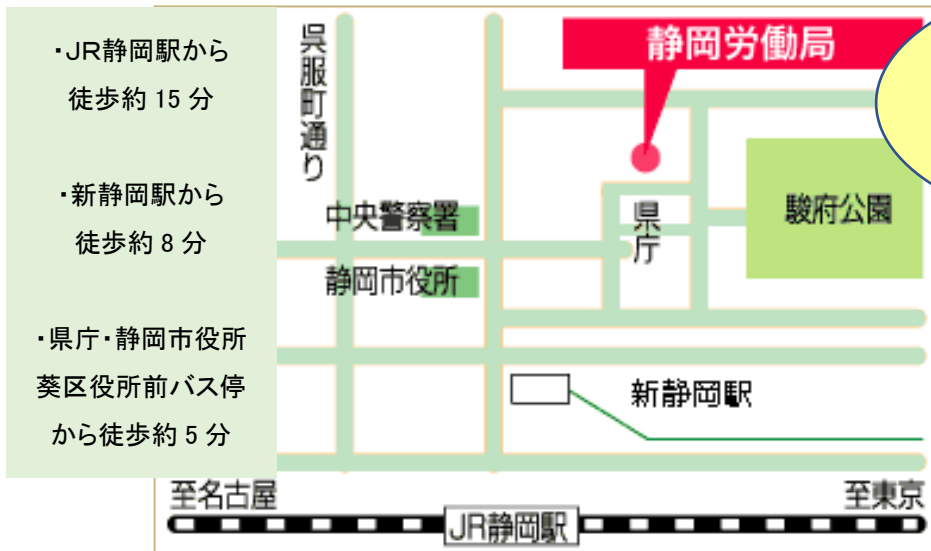 ・JR静岡駅から
徒歩約 15 分
・新静岡駅から
徒歩約 8 分
・県庁・静岡市役所
葵区役所前バス停
から徒歩約 5 分
呉服町通り
静岡労働局
中央警察署
県庁
駿府公園
静岡市役所
新静岡駅
至名古屋
至東京
JR静岡駅